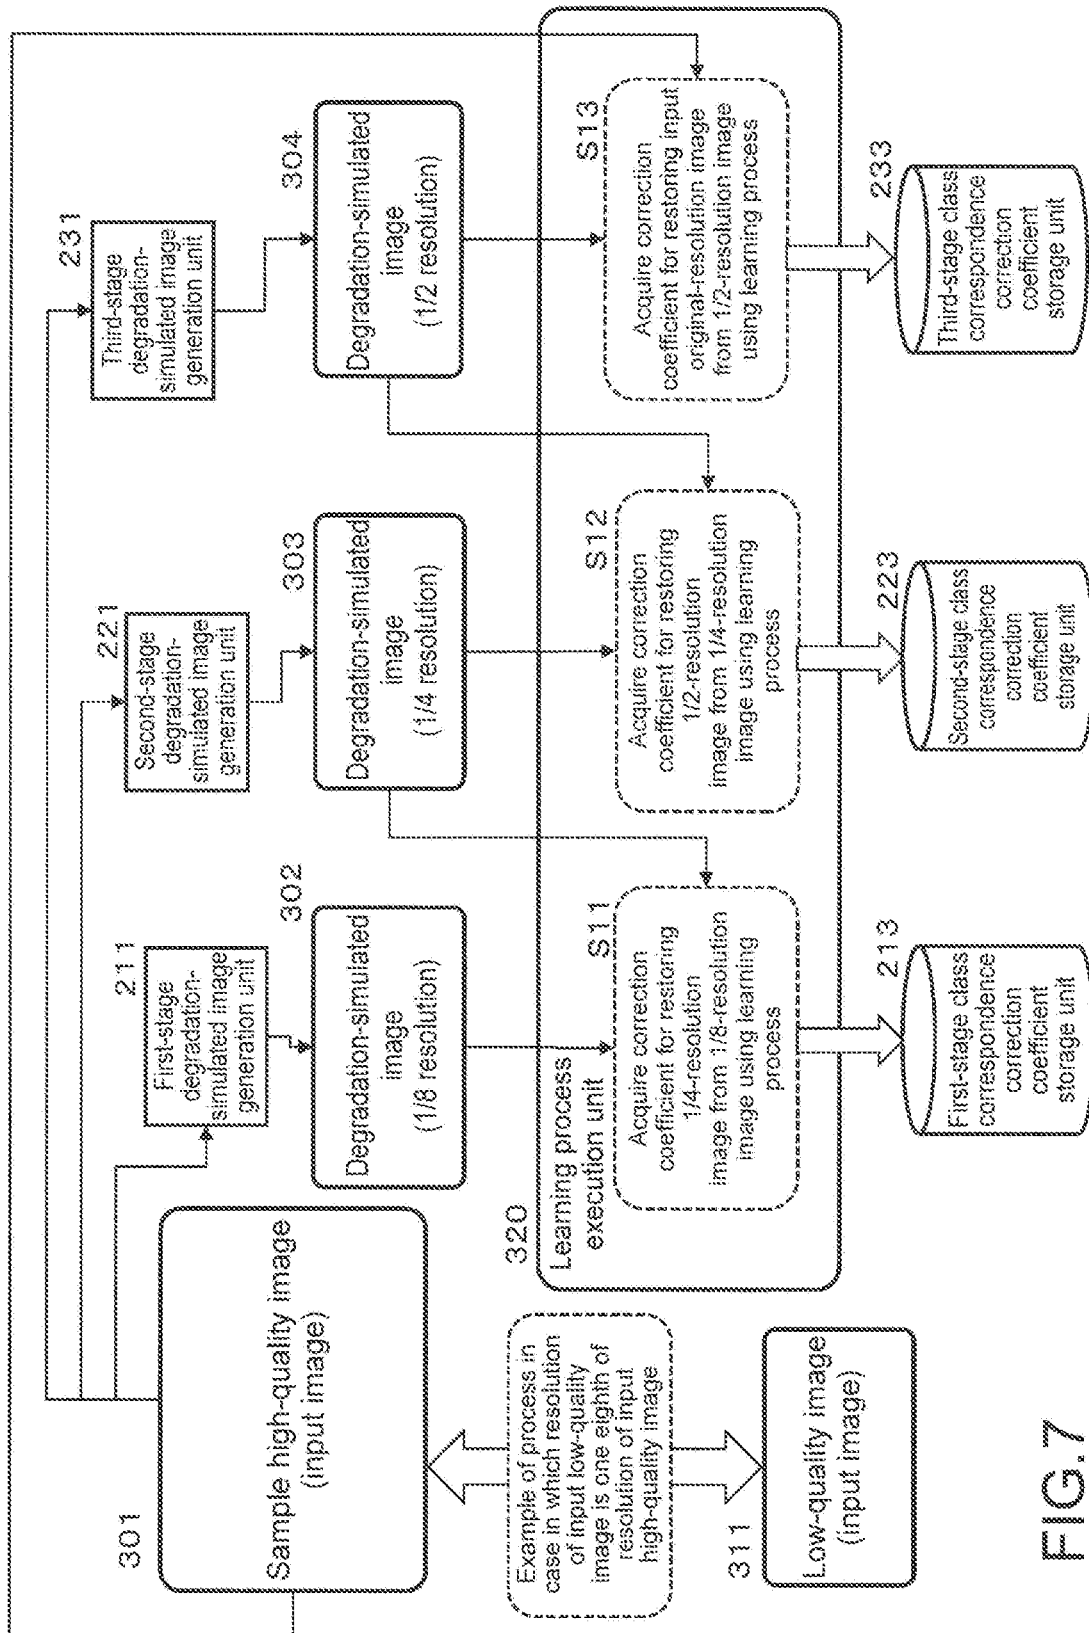 301
Sample high-quality image
(input image)
Example of process in
case in which resolution
of input low-quality
image is one eighth of
resolution of input
high-quality image
311
Low-quality image
(input image)
211
First-stage
degradation-
simulated image
generation unit
221
Second-stage
degradation-
simulated image
generation unit
231
Third-stage
degradation-
simulated image
generation unit
302
Degradation-simulated
image
(1/8 resolution)
303
Degradation-simulated
image
(1/4 resolution)
304
Degradation-simulated
image
(1/2 resolution)
320
Learning process
execution unit
S11
Acquire correction
coefficient for restoring
1/4-resolution
image from 1/8-resolution
image using learning
process
S12
Acquire correction
coefficient for restoring
1/2-resolution
image from 1/4-resolution
image using learning
process
S13
Acquire correction
coefficient for restoring input
original-resolution image
from 1/2-resolution image
using learning process
213
First-stage class
correspondence
correction
coefficient
storage unit
223
Second-stage class
correspondence
correction
coefficient
storage unit
233
Third-stage class
correspondence
correction
coefficient
storage unit
FIG.7